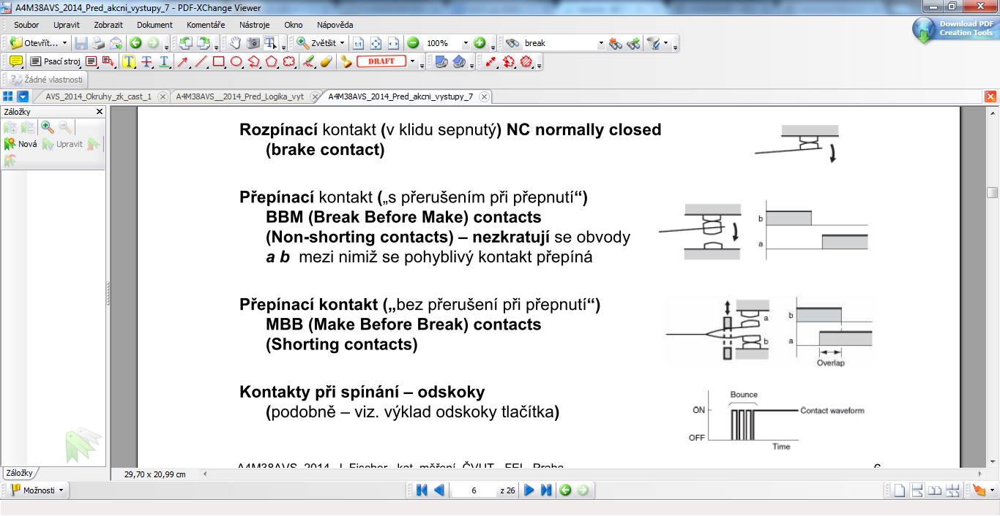 A4M38AVS_2014_Pred_akcni_vystupy_7 - PDF-XChange Viewer
Soubor Upravit Zobrazit Dokument Komentáře Nástroje Okno Nápověda
Download PDF
Creation Tools
Otevřít... Zvětšit 1:1 100% break
Psací stroj T T T DRAFT
Žádné vlastnosti
AVS_2014_Okruhy_zk_cast_1 A4M38AVS__2014_Pred_Logika_vyt A4M38AVS_2014_Pred_akcni_vystupy_7
Záložky
Nová Upravit
Rozpínací kontakt (v klidu sepnutý) NC normally closed
(brake contact)
Přepínací kontakt („s přerušením při přepnutí“)
BBM (Break Before Make) contacts
(Non-shorting contacts) – nezkratují se obvody
a b mezi nimiž se pohyblivý kontakt přepíná
b
a
Přepínací kontakt („bez přerušení při přepnutí“)
MBB (Make Before Break) contacts
(Shorting contacts)
a
b
b
a
Overlap
Kontakty při spínání – odskoky
(podobně – viz. výklad odskoky tlačítka)
Bounce
ON
Contact waveform
OFF
Time
A4M38AVS, 2014, J. Fischer, kat. měření, ČVUT - FEL, Praha
6
Záložky
29,70 x 20,99 cm
Možnosti
6 z 26